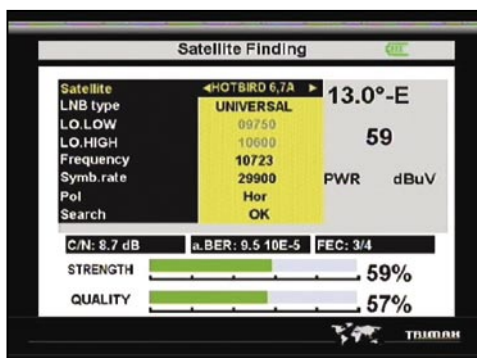 Satellite Finding
Satellite ◄HOTBIRD 6,7A ► 13.0°-E
LNB type UNIVERSAL
LO.LOW 09750 59
LO.HIGH 10600
Frequency 10723
Symb.rate 29900 PWR dBuV
Pol Hor
Search OK
C/N: 8.7 dB a.BER: 9.5 10E-5 FEC: 3/4
STRENGTH 59%
QUALITY 57%
TRIMAX